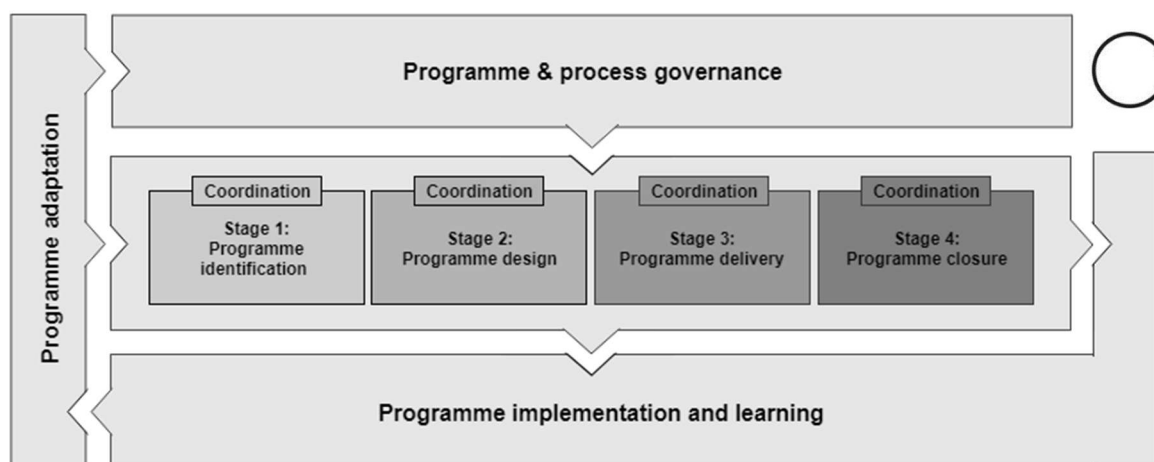 Programme & process governance
Programme adaptation
Coordination
Stage 1:
Programme
identification
Coordination
Stage 2:
Programme design
Coordination
Stage 3:
Programme delivery
Coordination
Stage 4:
Programme closure
Programme implementation and learning